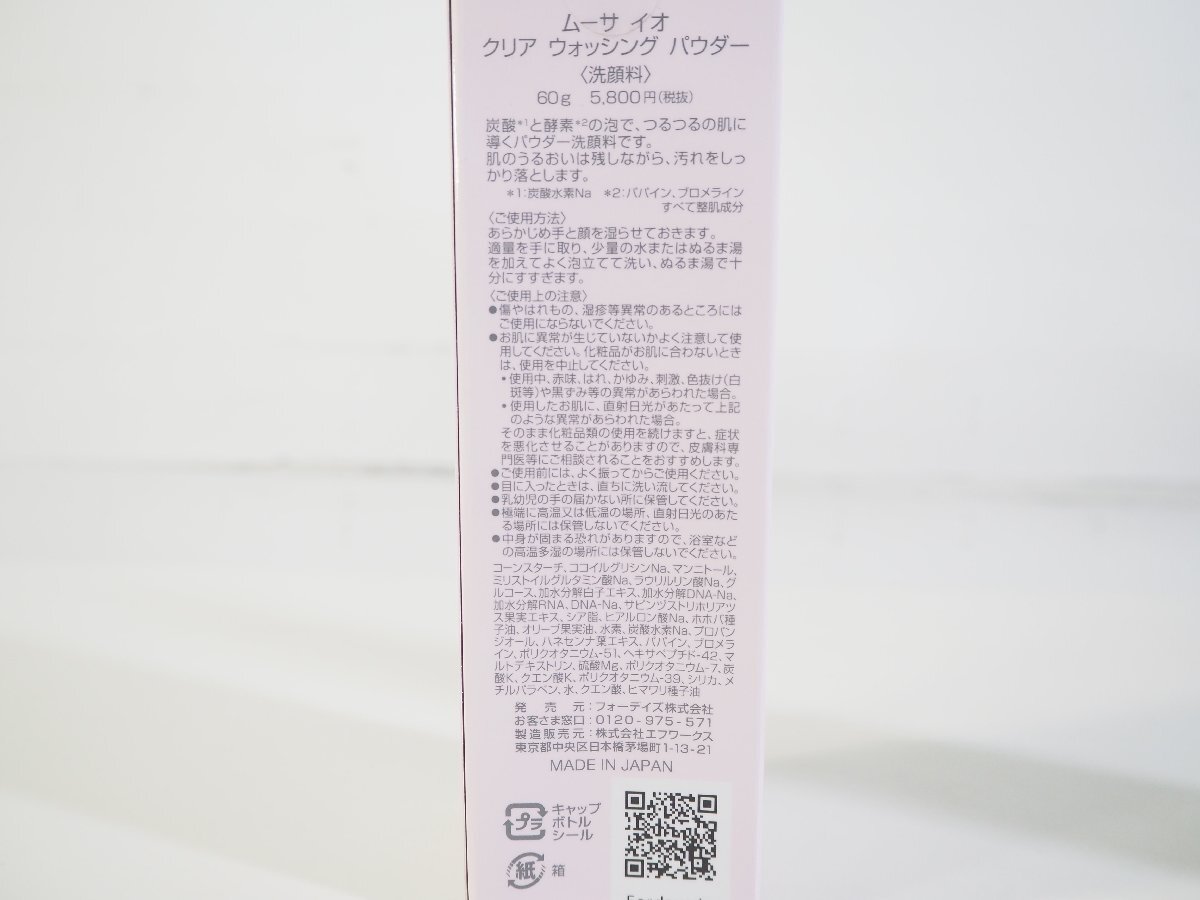 ムーサ イオ
クリア ウォッシング パウダー
〈洗顔料〉
60g 5,800円(税抜)
炭酸*1と酵素*2の泡で、つるつるの肌に
導くパウダー洗顔料です。
肌のうるおいは残しながら、汚れをしっ
かり落とします。
*1:炭酸水素Na *2:パパイン、ブロメライン
すべて整肌成分
〈ご使用方法〉
あらかじめ手と顔を湿らせておきます。
適量を手に取り、少量の水またはぬるま湯
を加えてよく泡立てて洗い、ぬるま湯で十
分にすすぎます。
〈ご使用上の注意〉
●傷やはれもの、湿疹等異常のあるところには
ご使用にならないでください。
●お肌に異常が生じていないかよく注意して使
用してください。化粧品がお肌に合わないとき
は、使用を中止してください。
・使用中、赤味、はれ、かゆみ、刺激、色抜け(白
斑等)や黒ずみ等の異常があらわれた場合。
・使用したお肌に、直射日光があたって上記
のような異常があらわれた場合。
そのまま化粧品類の使用を続けますと、症状
を悪化させることがありますので、皮膚科専
門医等にご相談されることをおすすめします。
●ご使用前には、よく振ってからご使用ください。
●目に入ったときは、直ちに洗い流してください。
●乳幼児の手の届かない所に保管してください。
●極端に高温又は低温の場所、直射日光のあた
る場所には保管しないでください。
●中身が固まる恐れがありますので、浴室など
の高温多湿の場所には保管しないでください。
コーンスターチ、ココイルグリシンNa、マンニトール、
ミリストイルグルタミン酸Na、ラウリルリン酸Na、グ
ルコース、加水分解白子エキス、加水分解DNA-Na、
加水分解RNA、DNA-Na、サピンヅストリホリアツ
ス果実エキス、シア脂、ヒアルロン酸Na、ホホバ種
子油、オリーブ果実油、水素、炭酸水素Na、プロパン
ジオール、ハネセンナ葉エキス、パパイン、ブロメラ
イン、ポリクオタニウム-51、ヘキサペプチド-42、マ
ルトデキストリン、硫酸Mg、ポリクオタニウム-7、炭
酸K、クエン酸K、ポリクオタニウム-39、シリカ、メ
チルパラベン、水、クエン酸、ヒマワリ種子油
発売元:フォーデイズ株式会社
お客さま窓口:0120-975-571
製造販売元:株式会社エフワークス
東京都中央区日本橋茅場町1-13-21
MADE IN JAPAN
プラ
キャップ
ボトル
シール
紙 箱